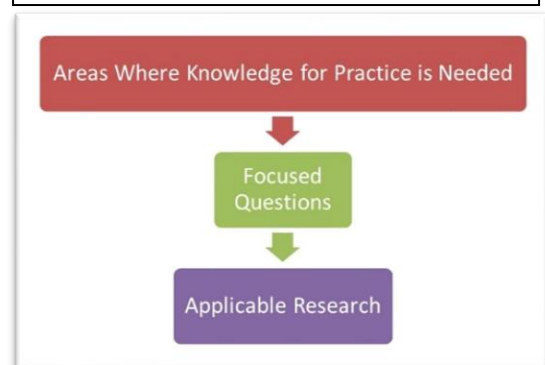 Areas Where Knowledge for Practice is Needed
Focused
Questions
Applicable Research